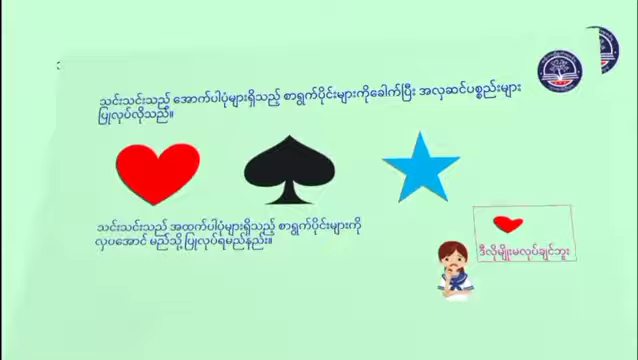 သင်းသင်းသည် အောက်ပါပုံများရှိသည့် စာရွက်ပိုင်းများကိုခေါက်ပြီး အလှဆင်ပစ္စည်းများ
ပြုလုပ်လိုသည်။
သင်းသင်းသည် အထက်ပါပုံများရှိသည့် စာရွက်ပိုင်းများကို
လှပအောင် မည်သို့ ပြုလုပ်ရမည်နည်း။
ဒီလိုမျိုးမလုပ်ချင်ဘူး